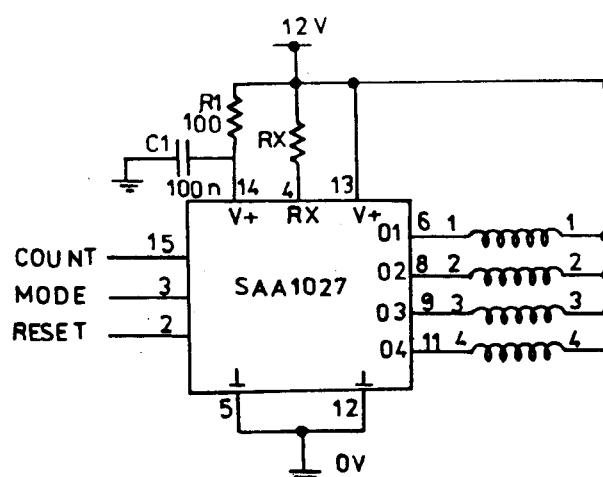 12 V
R1
100
RX
C1
100n
14
4
13
V+
RX
V+
COUNT
15
MODE
3
RESET
2
SAA1027
O1
6
1
1
O2
8
2
2
O3
9
3
3
O4
11
4
4
5
12
0V